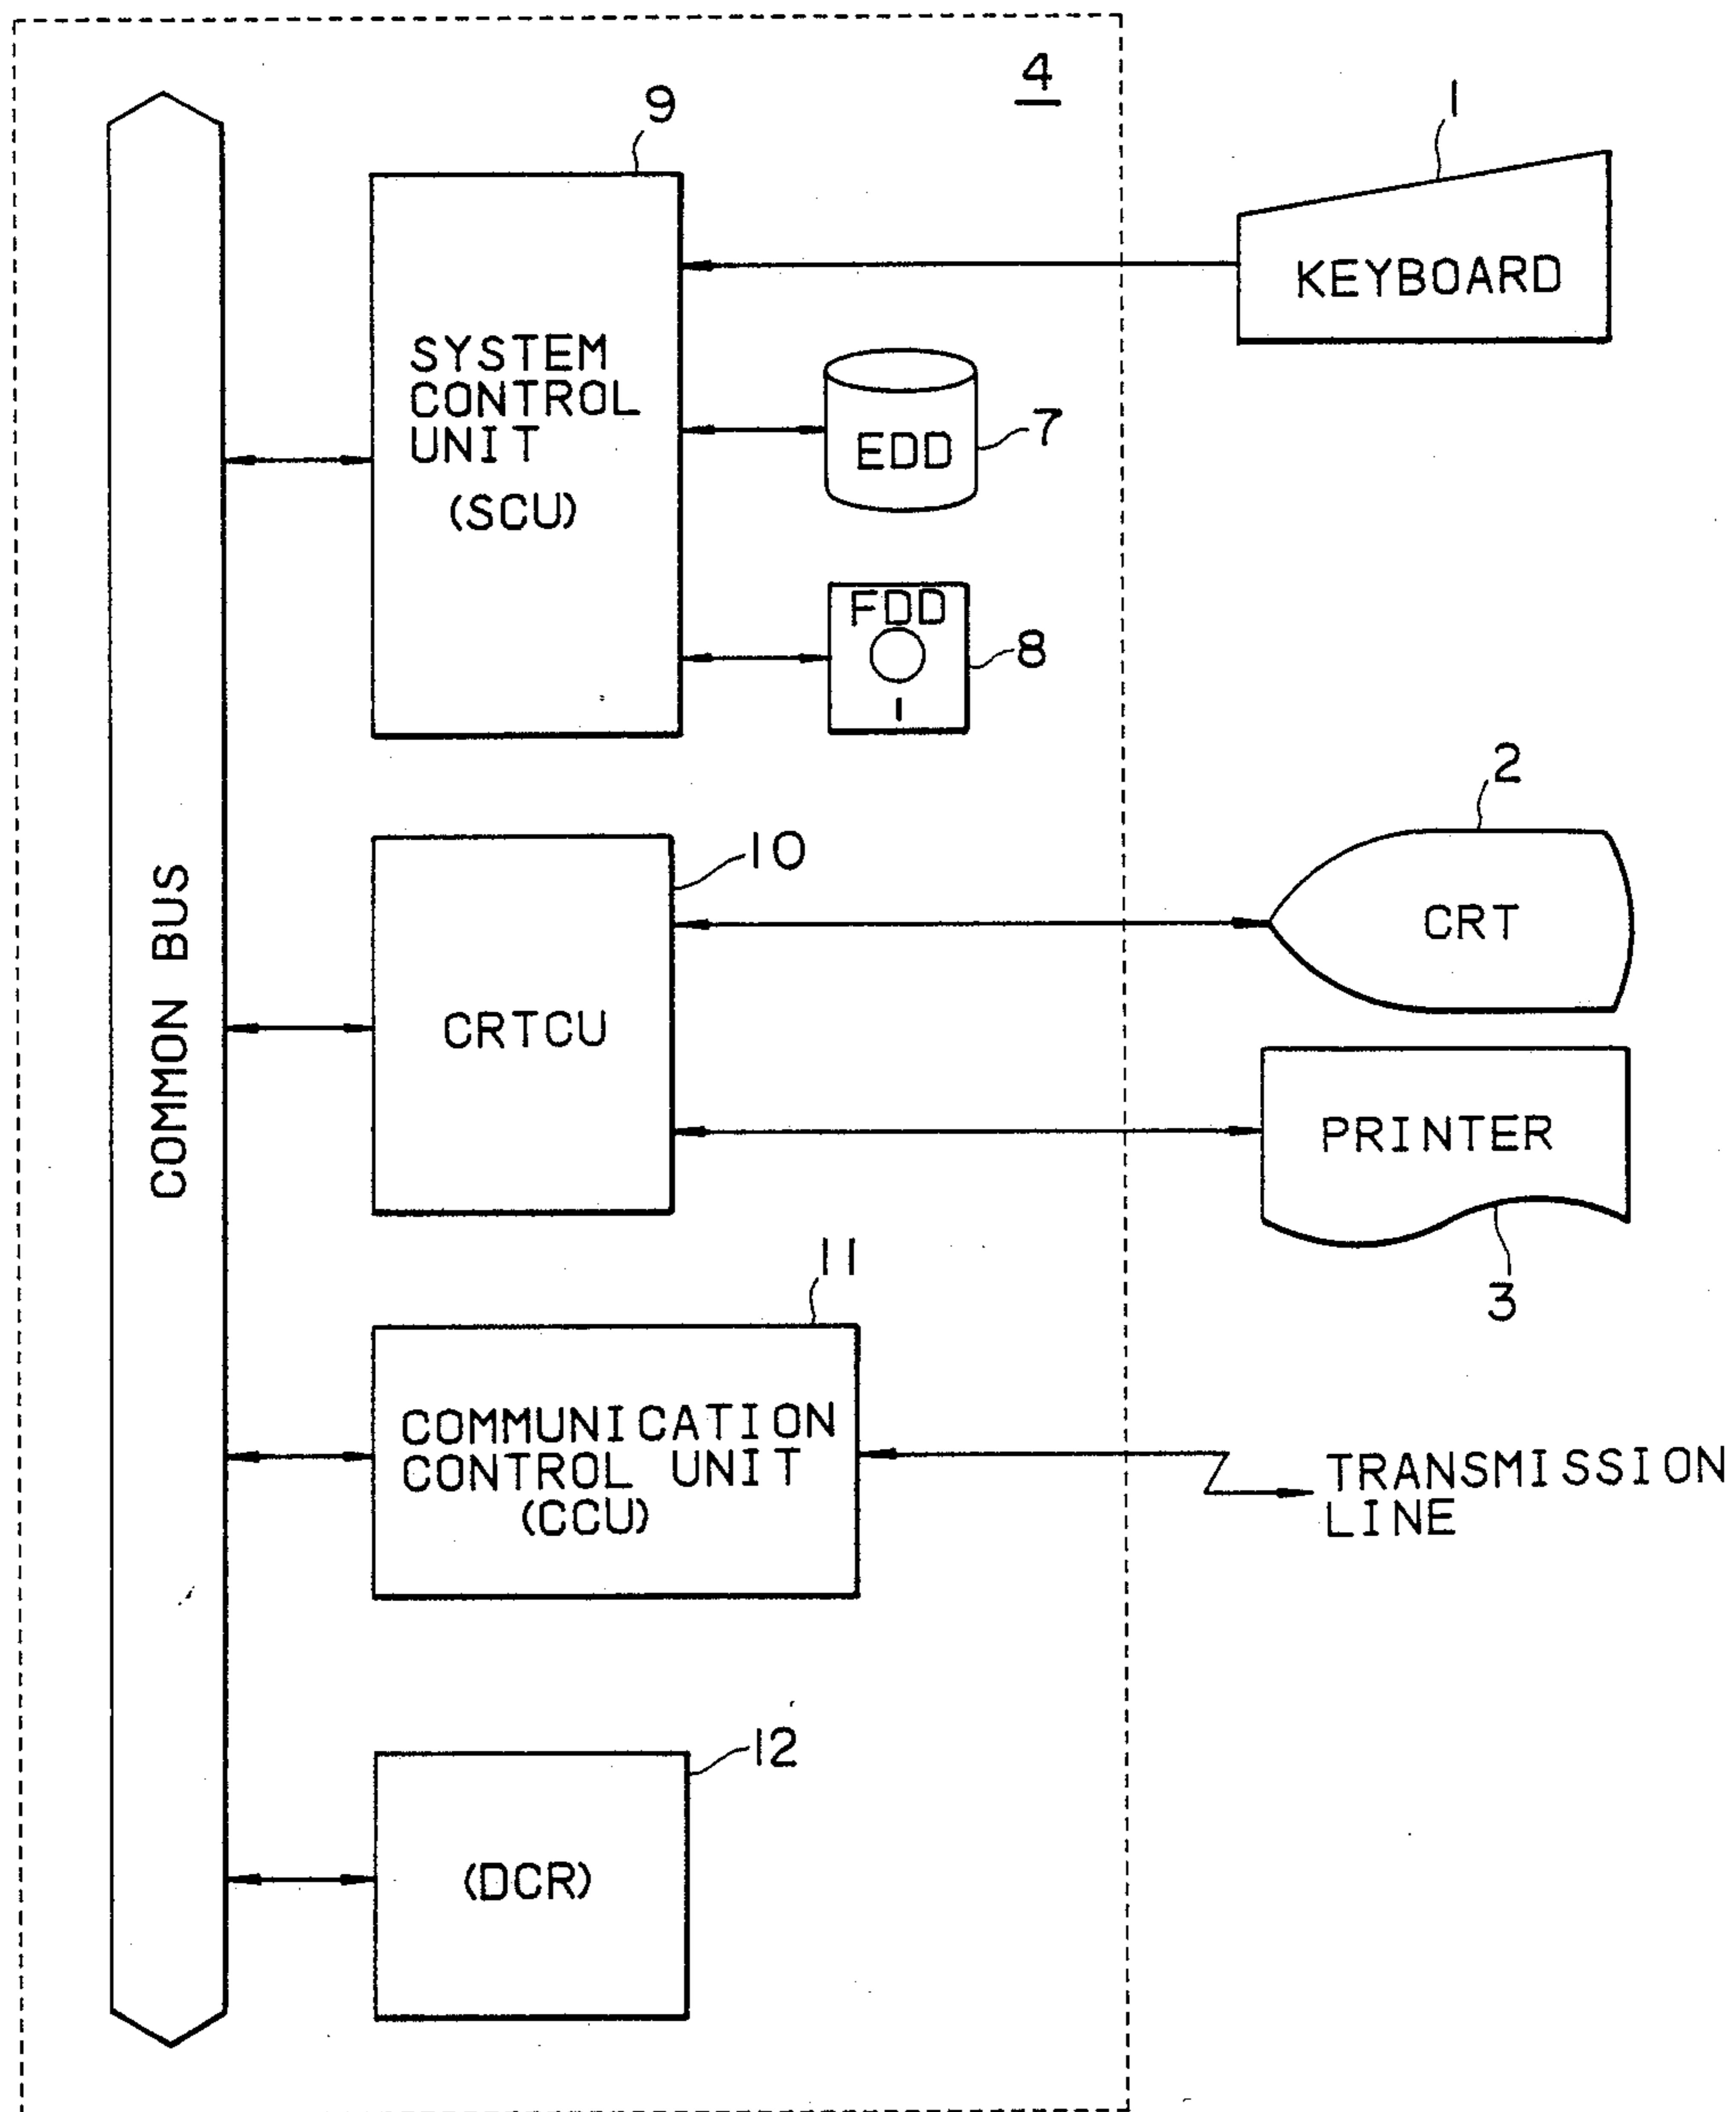 4
9
1
KEYBOARD
SYSTEM
CONTROL
UNIT
(SCU)
EDD
7
FDD
8
2
10
CRT
COMMON BUS
CRTCU
PRINTER
3
11
COMMUNICATION
CONTROL UNIT
(CCU)
TRANSMISSION
LINE
12
(DCR)